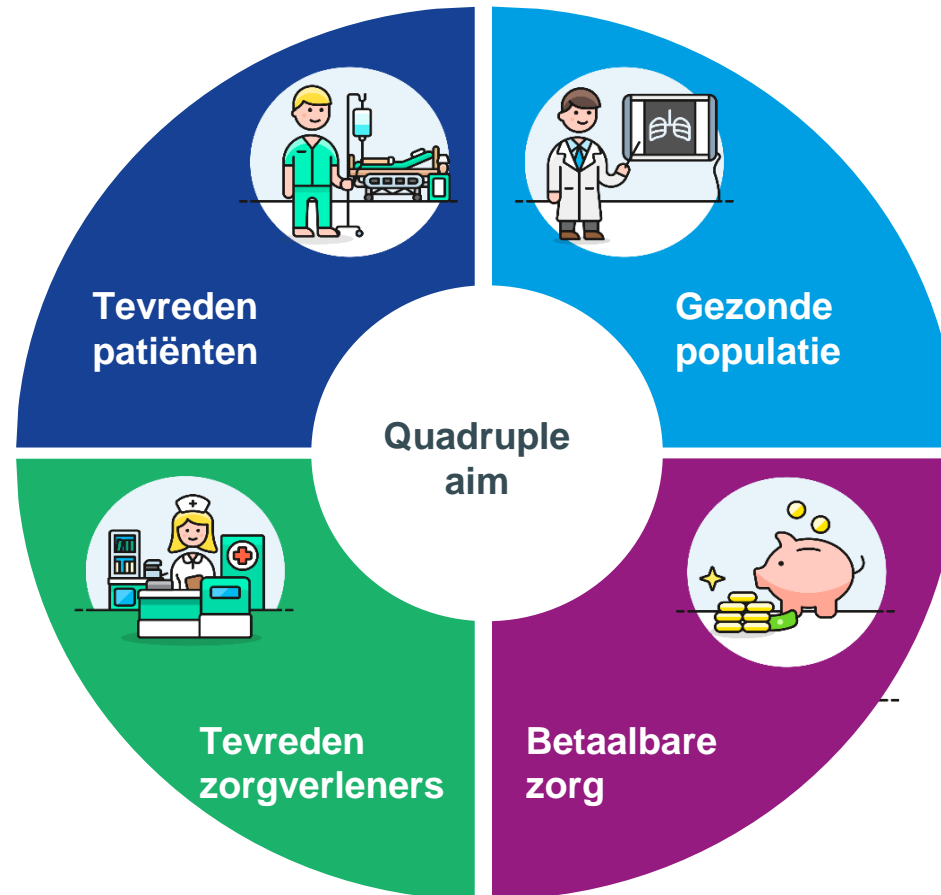 Tevreden
patiënten
Gezonde
populatie
Quadruple
aim
Tevreden
zorgverleners
Betaalbare
zorg